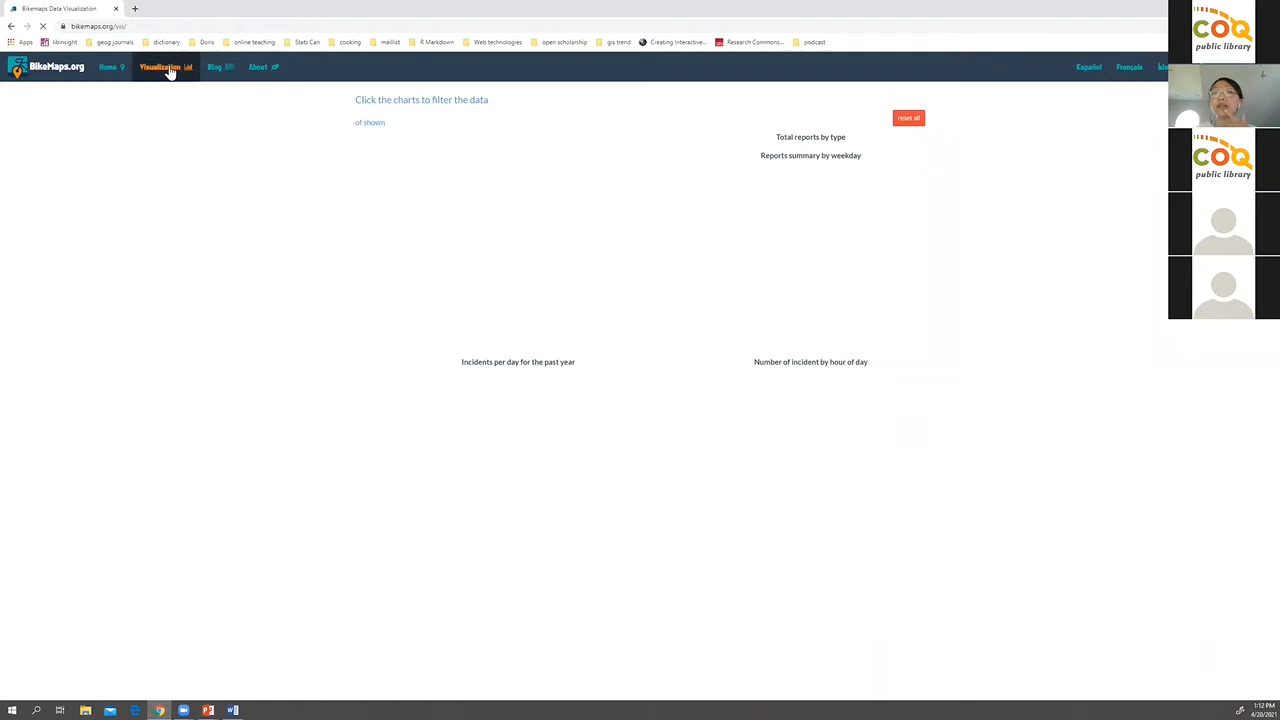 Bikemaps Data Visualization
bikemaps.org/vis/
Apps
libinsight
geog journals
dictionary
Doris
online teaching
Stats Can
cooking
maillist
R Markdown
Web technologies
open scholarship
gis trend
Creating Interactive...
Research Commons...
podcast
BikeMaps.org
Home
Visualization
Blog
About
Español
Français
Click the charts to filter the data
of shown
reset all
Total reports by type
Reports summary by weekday
Incidents per day for the past year
Number of incident by hour of day
COQ
public library
COQ
public library
1:12 PM
4/20/2021